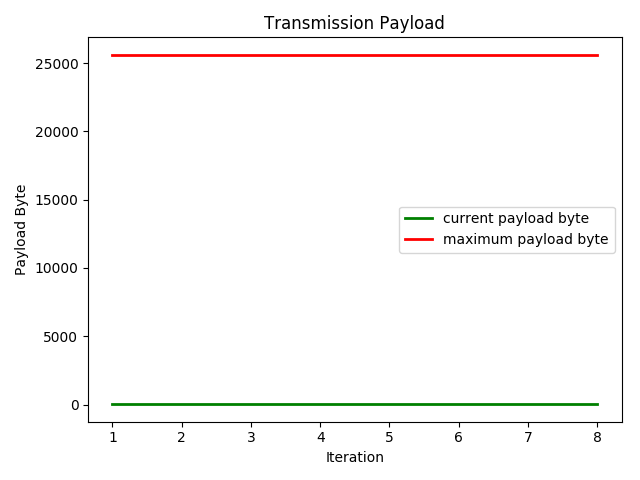 Transmission Payload
25000
20000
15000
10000
5000
0
Payload Byte
current payload byte
maximum payload byte
1 2 3 4 5 6 7 8
Iteration